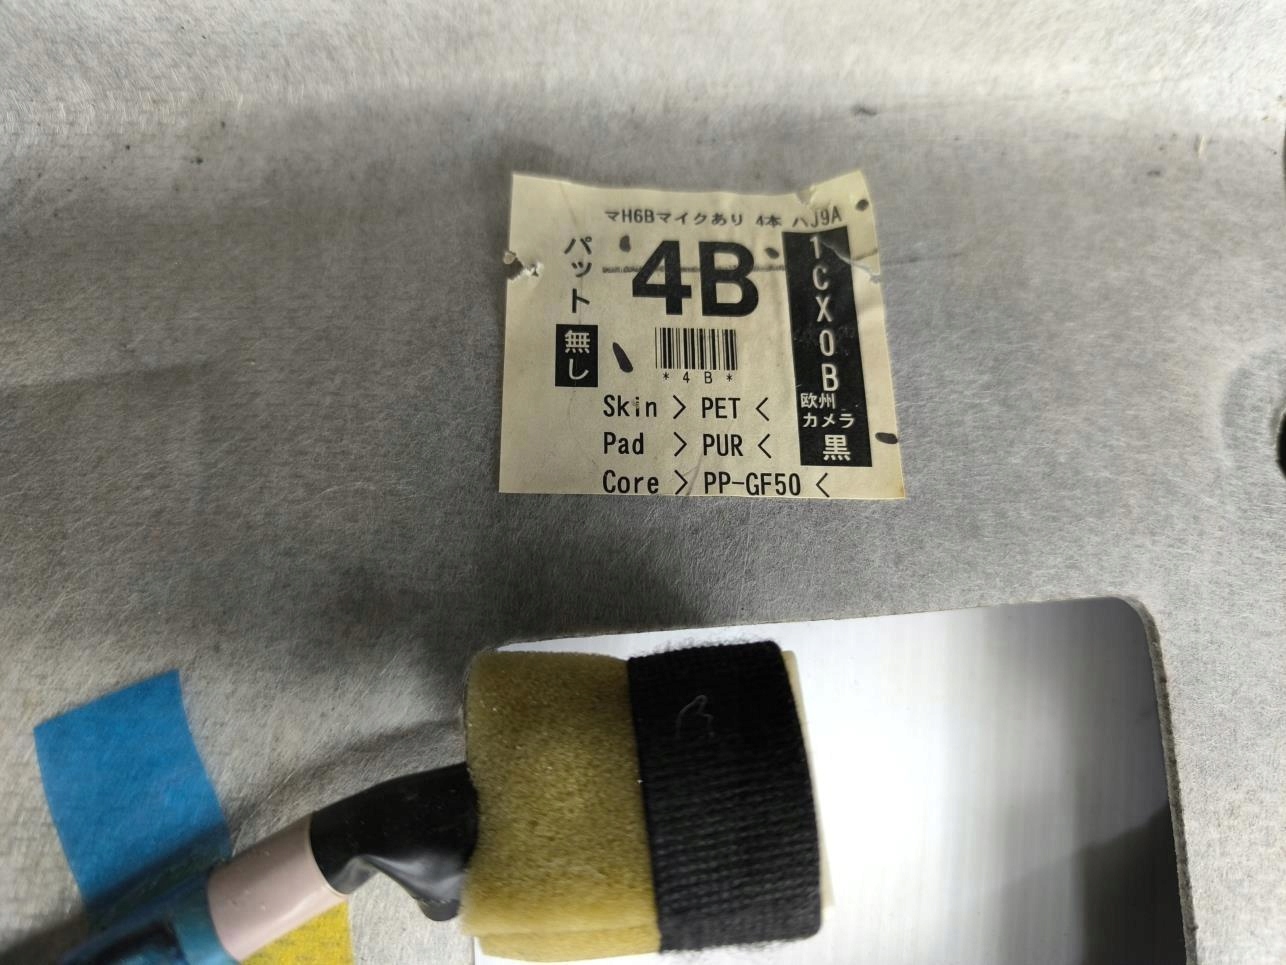 マH6Bマイクあり 4本 ハJ9A
パット
無し
4B
*4B*
1CX0B
欧州
カメラ
黒
Skin > PET <
Pad > PUR <
Core > PP-GF50 <